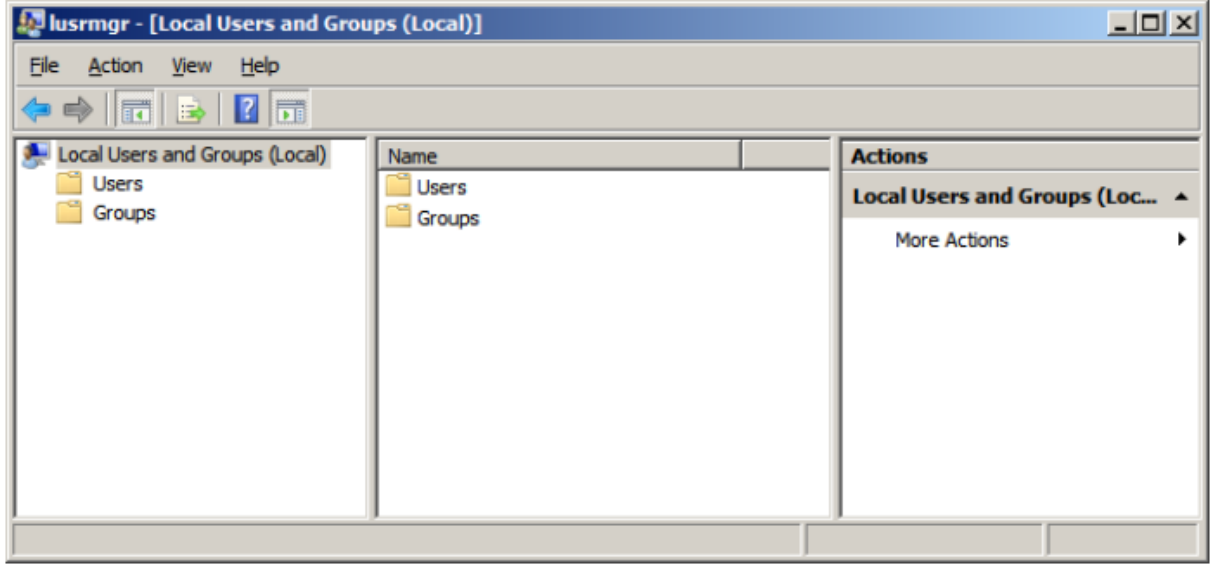 lusrmgr - [Local Users and Groups (Local)]
File Action View Help
?
Local Users and Groups (Local)
Users
Groups
Name
Users
Groups
Actions
Local Users and Groups (Loc...
More Actions